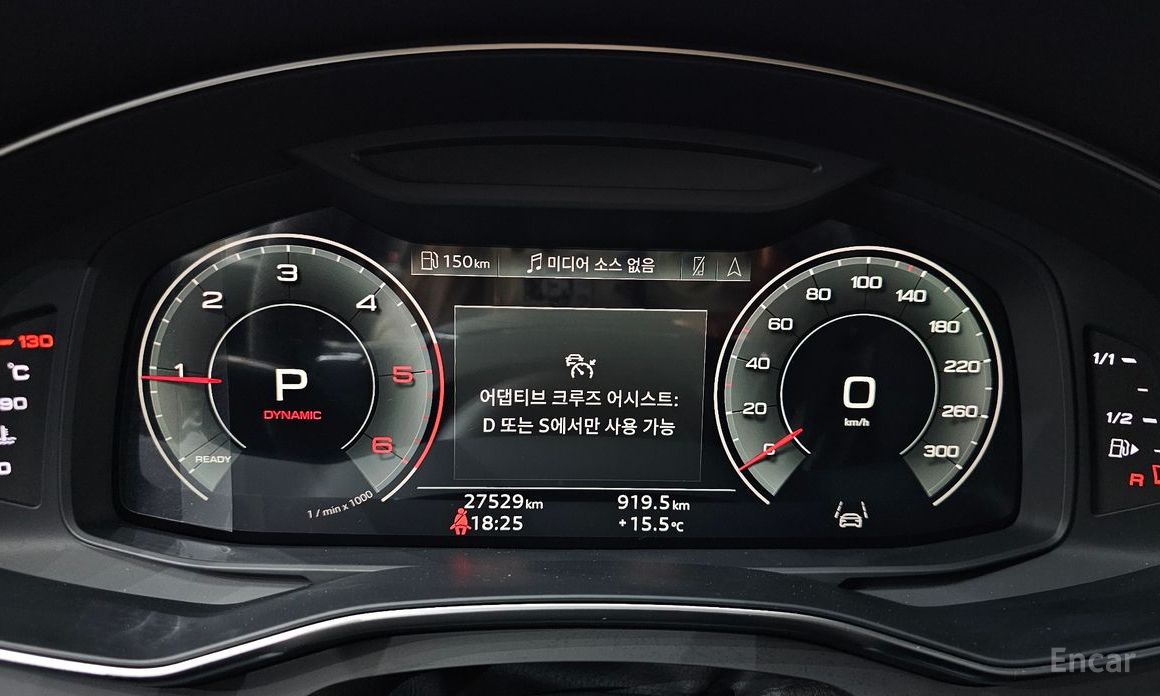 150km
미디어 소스 없음
130
°C
90
1
2
3
4
5
6
READY
1 / min x 1000
P
DYNAMIC
어댑티브 크루즈 어시스트:
D 또는 S에서만 사용 가능
27529km
919.5km
18:25
+15.5°C
0
20
40
60
80
100
140
180
220
260
300
0
km/h
1/1
1/2
R
Encar